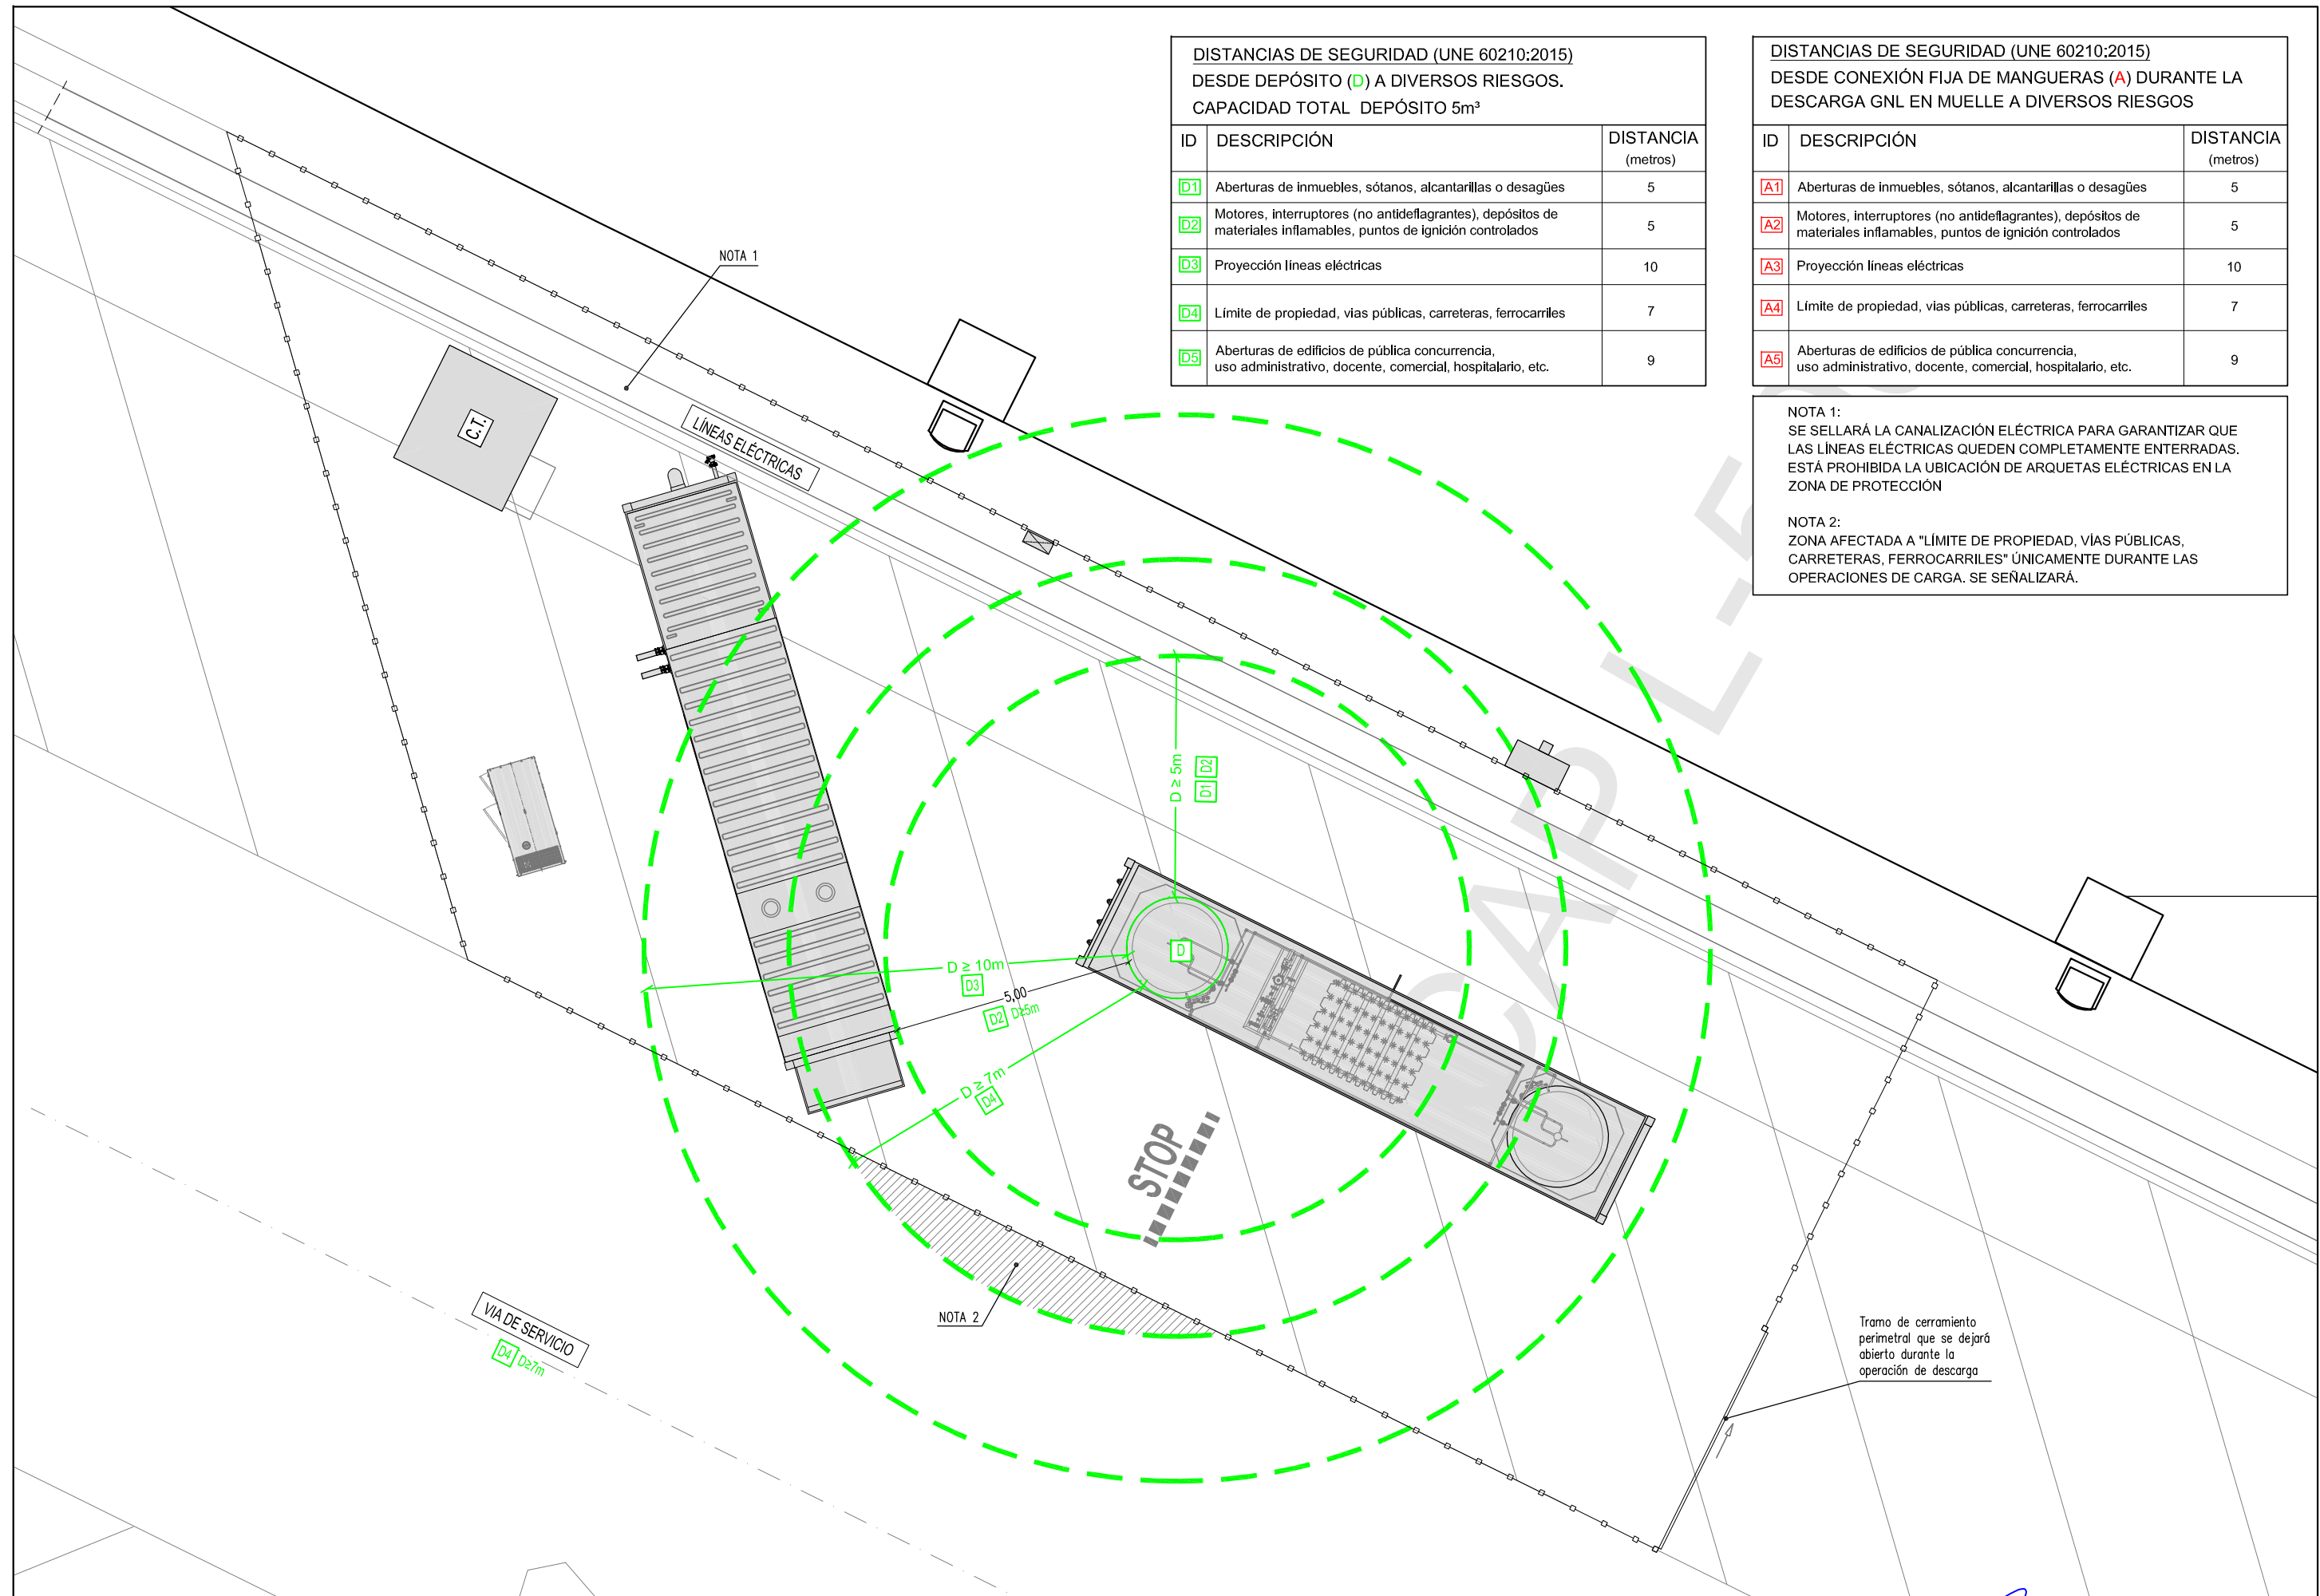 DISTANCIAS DE SEGURIDAD (UNE 60210:2015)
DESDE DEPÓSITO (D) A DIVERSOS RIESGOS.
CAPACIDAD TOTAL DEPÓSITO 5m³
ID DESCRIPCIÓN DISTANCIA
(metros)
D1 Aberturas de inmuebles, sótanos, alcantarillas o desagües 5
D2 Motores, interruptores (no antideflagrantes), depósitos de
materiales inflamables, puntos de ignición controlados 5
D3 Proyección líneas eléctricas 10
D4 Límite de propiedad, vias públicas, carreteras, ferrocarriles 7
D5 Aberturas de edificios de pública concurrencia,
uso administrativo, docente, comercial, hospitalario, etc. 9
DISTANCIAS DE SEGURIDAD (UNE 60210:2015)
DESDE CONEXIÓN FIJA DE MANGUERAS (A) DURANTE LA
DESCARGA GNL EN MUELLE A DIVERSOS RIESGOS
ID DESCRIPCIÓN DISTANCIA
(metros)
A1 Aberturas de inmuebles, sótanos, alcantarillas o desagües 5
A2 Motores, interruptores (no antideflagrantes), depósitos de
materiales inflamables, puntos de ignición controlados 5
A3 Proyección líneas eléctricas 10
A4 Límite de propiedad, vias públicas, carreteras, ferrocarriles 7
A5 Aberturas de edificios de pública concurrencia,
uso administrativo, docente, comercial, hospitalario, etc. 9
NOTA 1:
SE SELLARÁ LA CANALIZACIÓN ELÉCTRICA PARA GARANTIZAR QUE
LAS LÍNEAS ELÉCTRICAS QUEDEN COMPLETAMENTE ENTERRADAS.
ESTÁ PROHIBIDA LA UBICACIÓN DE ARQUETAS ELÉCTRICAS EN LA
ZONA DE PROTECCIÓN
NOTA 2:
ZONA AFECTADA A "LÍMITE DE PROPIEDAD, VÍAS PÚBLICAS,
CARRETERAS, FERROCARRILES" ÚNICAMENTE DURANTE LAS
OPERACIONES DE CARGA. SE SEÑALIZARÁ.
NOTA 1
C.T.
LÍNEAS ELÉCTRICAS
D ≥ 5m
D1 D2
D
D ≥ 10m
D3
5,00
D2 D≥5m
D ≥ 7m
D4
STOP
NOTA 2
VIA DE SERVICIO
D4 D≥7m
Tramo de cerramiento
perimetral que se dejará
abierto durante la
operación de descarga